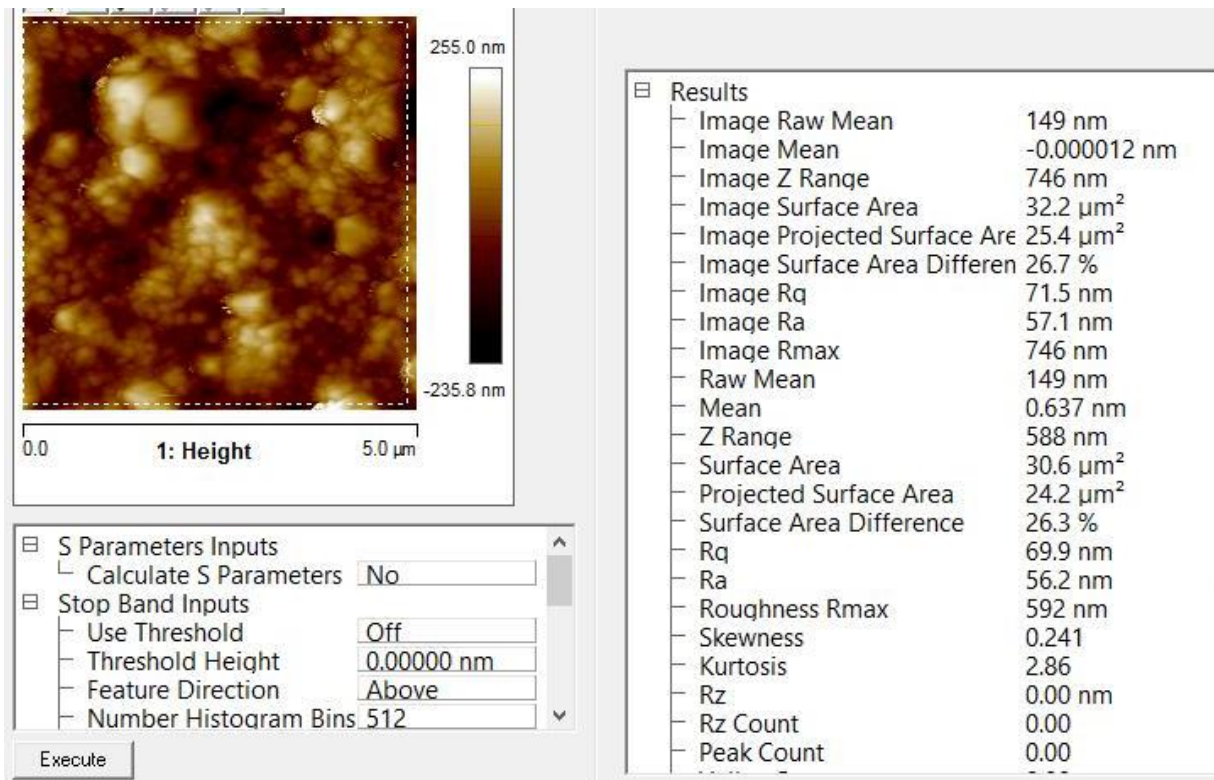 255.0 nm
-235.8 nm
0.0
1: Height
5.0 µm
S Parameters Inputs
Calculate S Parameters No
Stop Band Inputs
Use Threshold Off
Threshold Height 0.00000 nm
Feature Direction Above
Number Histogram Bins 512
Execute
Results
Image Raw Mean 149 nm
Image Mean -0.000012 nm
Image Z Range 746 nm
Image Surface Area 32.2 µm²
Image Projected Surface Are 25.4 µm²
Image Surface Area Differen 26.7 %
Image Rq 71.5 nm
Image Ra 57.1 nm
Image Rmax 746 nm
Raw Mean 149 nm
Mean 0.637 nm
Z Range 588 nm
Surface Area 30.6 µm²
Projected Surface Area 24.2 µm²
Surface Area Difference 26.3 %
Rq 69.9 nm
Ra 56.2 nm
Roughness Rmax 592 nm
Skewness 0.241
Kurtosis 2.86
Rz 0.00 nm
Rz Count 0.00
Peak Count 0.00